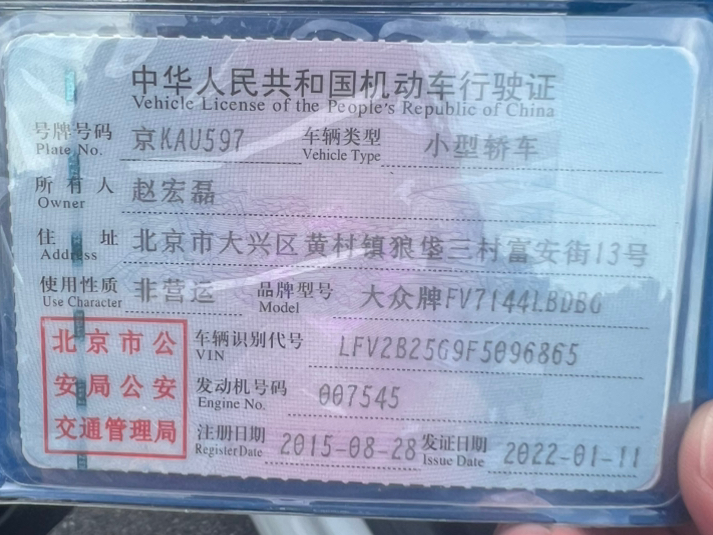 中华人民共和国机动车行驶证
Vehicle License of the People's Republic of China
号牌号码 京KAU597 车辆类型 小型轿车
Plate No. Vehicle Type
所有人 赵宏磊
Owner
住址 北京市大兴区黄村镇狼垡三村富安街13号
Address
使用性质 非营运 品牌型号 大众牌FV7144LBDBG
Use Character Model
北京市公 车辆识别代号 LFV2B25G9F5096865
VIN
安局公安 发动机号码 007545
Engine No.
交通管理局 注册日期 2015-08-28 发证日期 2022-01-11
Register Date Issue Date